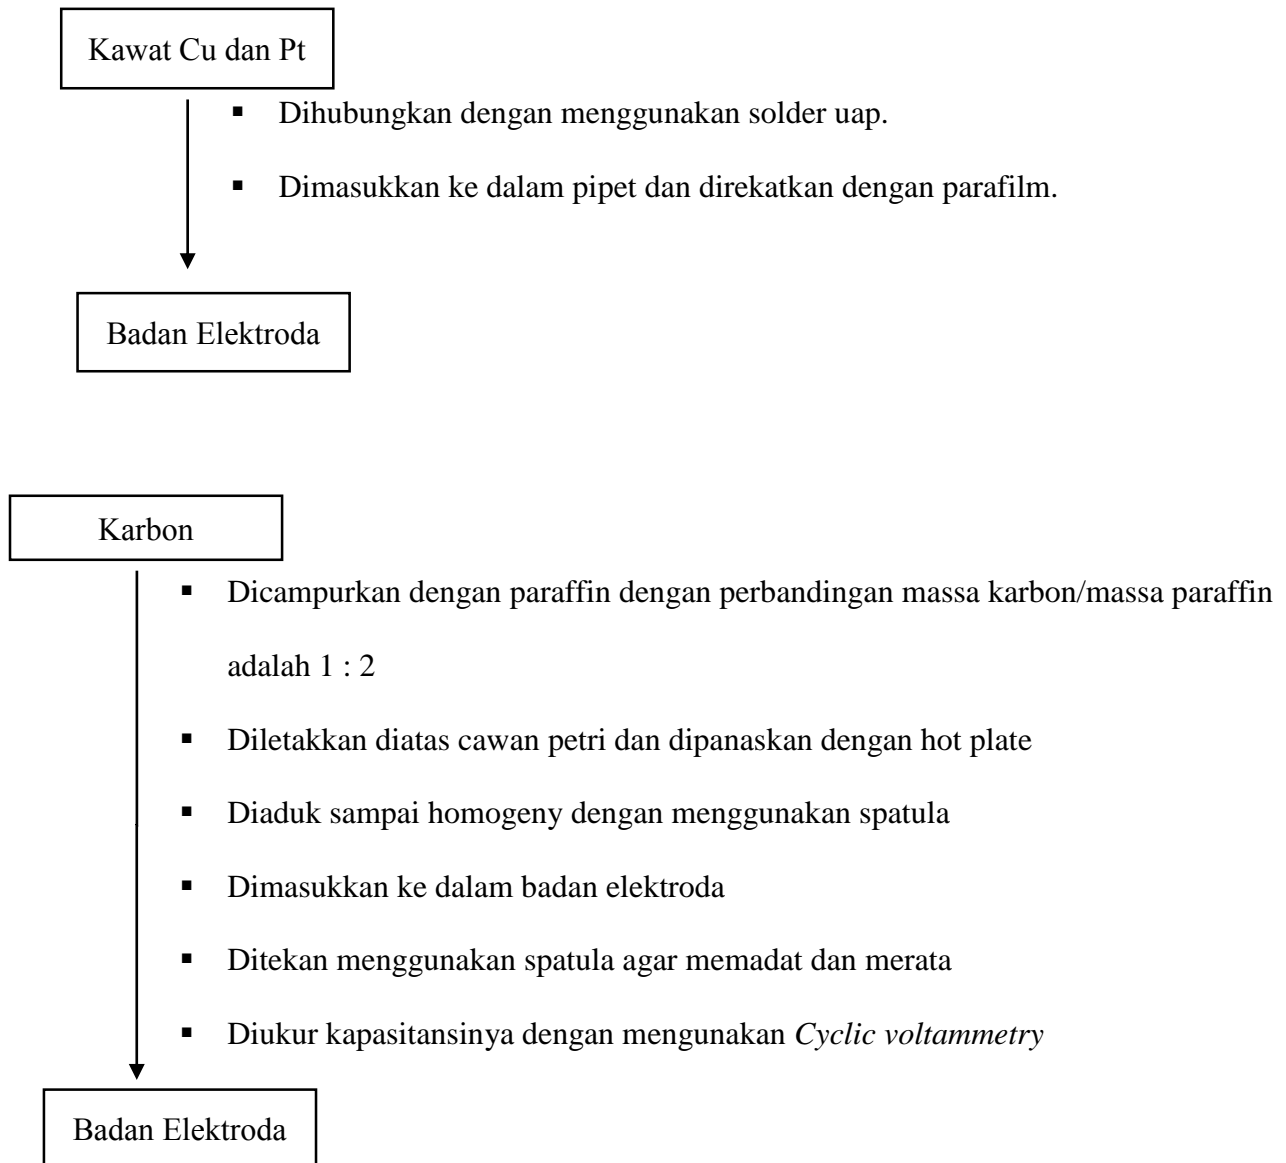 Kawat Cu dan Pt
▪ Dihubungkan dengan menggunakan solder uap.
▪ Dimasukkan ke dalam pipet dan direkatkan dengan parafilm.
Badan Elektroda
Karbon
▪ Dicampurkan dengan paraffin dengan perbandingan massa karbon/massa paraffin
adalah 1 : 2
▪ Diletakkan diatas cawan petri dan dipanaskan dengan hot plate
▪ Diaduk sampai homogeny dengan menggunakan spatula
▪ Dimasukkan ke dalam badan elektroda
▪ Ditekan menggunakan spatula agar memadat dan merata
▪ Diukur kapasitansinya dengan mengunakan Cyclic voltammetry
Badan Elektroda